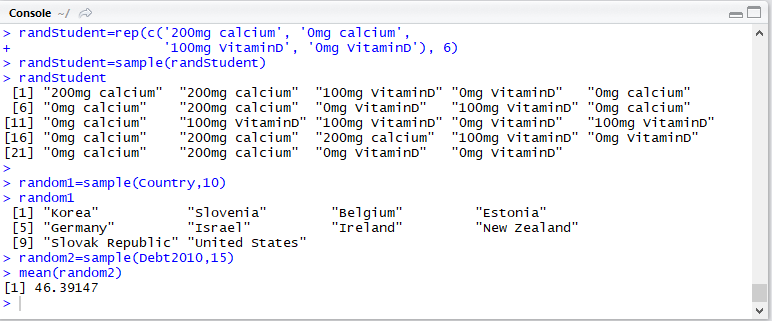 Console ~/
> randStudent=rep(c('200mg calcium', '0mg calcium',
+                   '100mg VitaminD', '0mg VitaminD'), 6)
> randStudent=sample(randStudent)
> randStudent
 [1] "200mg calcium"  "200mg calcium"  "100mg VitaminD" "0mg VitaminD"   "0mg calcium"
 [6] "0mg calcium"    "200mg calcium"  "0mg VitaminD"   "100mg VitaminD" "0mg calcium"
[11] "0mg calcium"    "100mg VitaminD" "100mg VitaminD" "0mg calcium"    "100mg VitaminD"
[16] "0mg calcium"    "200mg calcium"  "200mg calcium"  "100mg VitaminD" "0mg VitaminD"
[21] "0mg calcium"    "200mg calcium"  "0mg VitaminD"   "0mg VitaminD"
>
> random1=sample(Country,10)
> random1
 [1] "Korea"           "Slovenia"        "Belgium"         "Estonia"
 [5] "Germany"         "Israel"          "Ireland"         "New Zealand"
 [9] "Slovak Republic" "United States"
> random2=sample(Debt2010,15)
> mean(random2)
[1] 46.39147
>